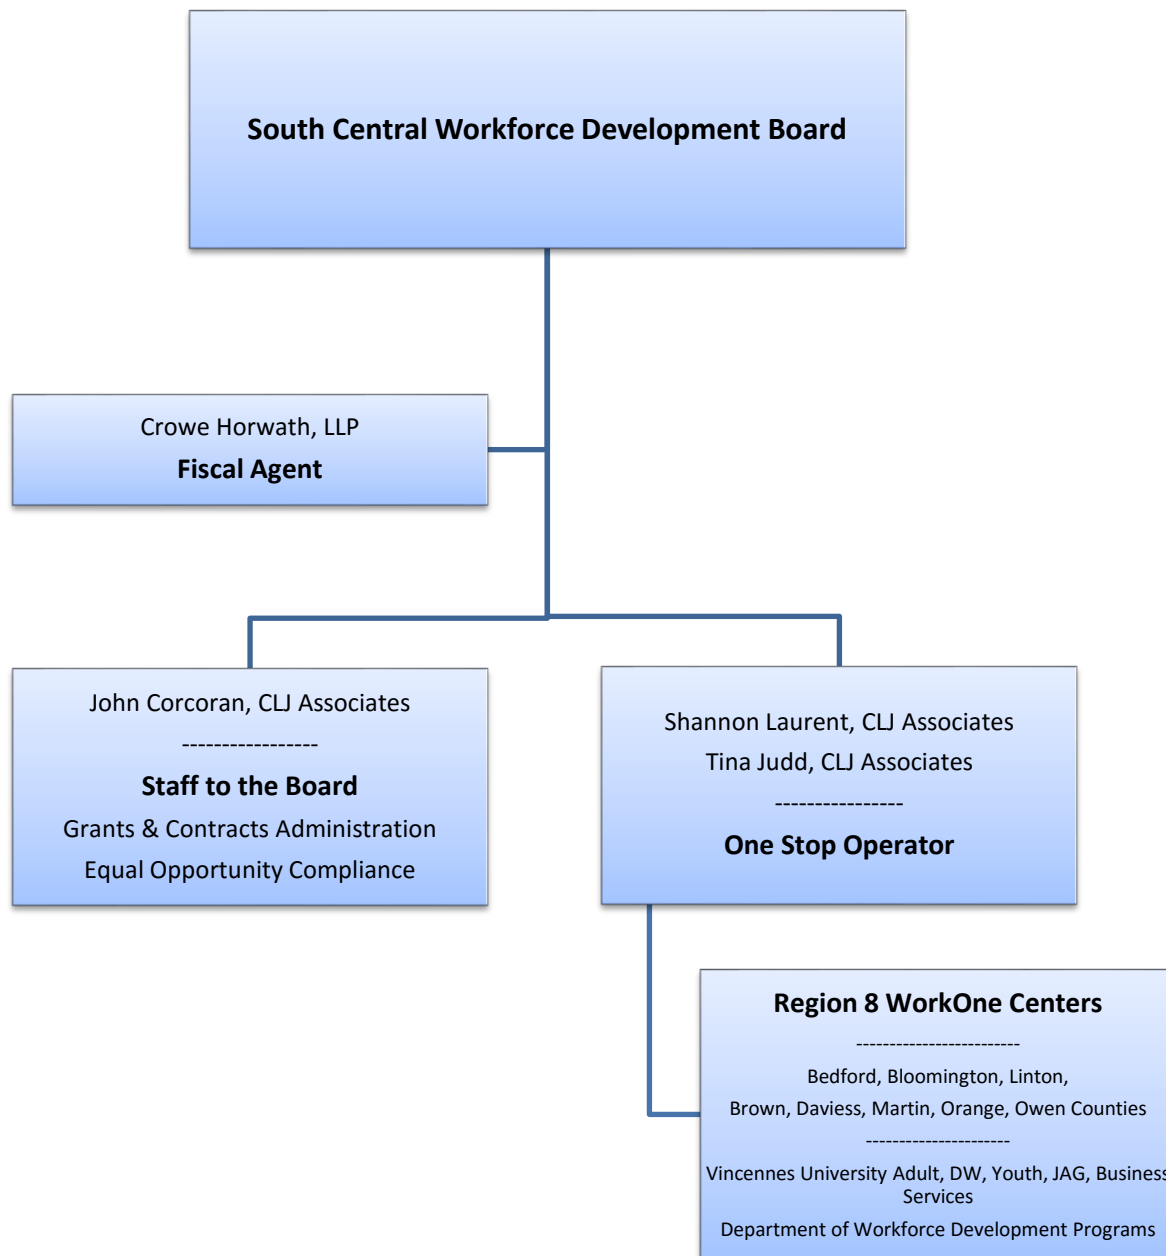 South Central Workforce Development Board
Crowe Horwath, LLP
Fiscal Agent
John Corcoran, CLJ Associates
-----------------
Staff to the Board
Grants & Contracts Administration
Equal Opportunity Compliance
Shannon Laurent, CLJ Associates
Tina Judd, CLJ Associates
----------------
One Stop Operator
Region 8 WorkOne Centers
-------------------------
Bedford, Bloomington, Linton,
Brown, Daviess, Martin, Orange, Owen Counties
----------------------
Vincennes University Adult, DW, Youth, JAG, Business
Services
Department of Workforce Development Programs